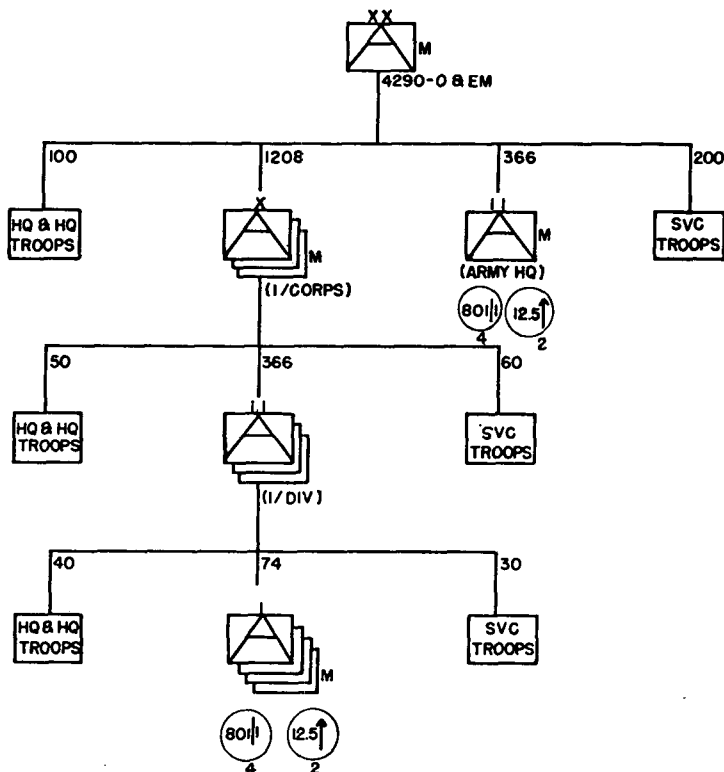 XX
M
4290-O & EM
100
1208
366
200
HQ & HQ
TROOPS
X
M
(1/CORPS)
II
M
(ARMY HQ)
SVC
TROOPS
801
4
12.5
2
50
366
60
HQ & HQ
TROOPS
II
(1/DIV)
SVC
TROOPS
40
74
30
HQ & HQ
TROOPS
I
M
SVC
TROOPS
801
4
12.5
2